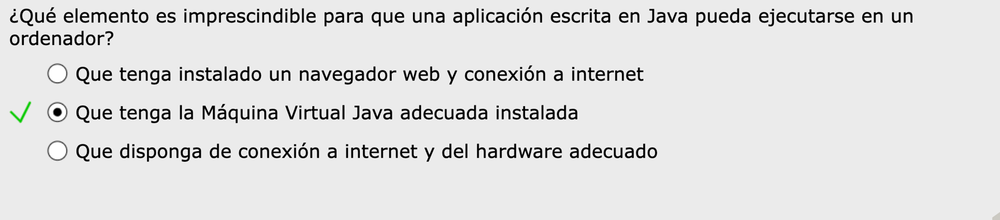 ¿Qué elemento es imprescindible para que una aplicación escrita en Java pueda ejecutarse en un
ordenador?
Que tenga instalado un navegador web y conexión a internet
Que tenga la Máquina Virtual Java adecuada instalada
Que disponga de conexión a internet y del hardware adecuado